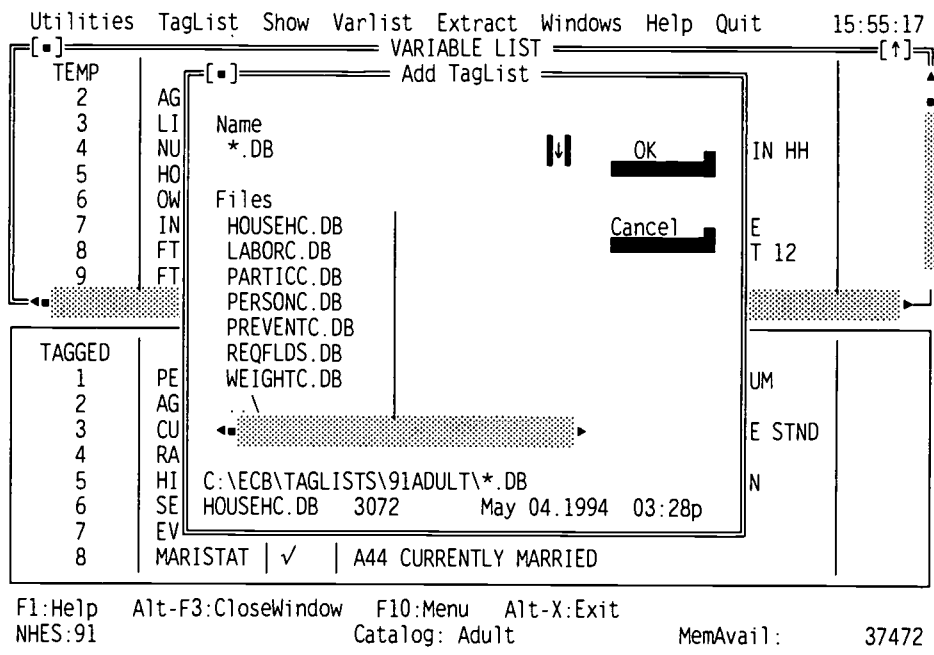 Utilities TagList Show Varlist Extract Windows Help Quit 15:55:17
[▪] VARIABLE LIST [↑]
TEMP [▪] Add TagList
2 AG
3 LI Name
4 NU *.DB ↓ OK IN HH
5 HO
6 OW Files
7 IN HOUSEHC.DB Cancel E
8 FT LABORC.DB T 12
9 FT PARTICC.DB
PERSONC.DB
PREVENTC.DB
TAGGED REQFLDS.DB
1 PE WEIGHTC.DB UM
2 AG ..\
3 CU E STND
4 RA
5 HI C:\ECB\TAGLISTS\91ADULT\*.DB N
6 SE HOUSEHC.DB 3072 May 04.1994 03:28p
7 EV
8 MARISTAT √ A44 CURRENTLY MARRIED
F1:Help Alt-F3:CloseWindow F10:Menu Alt-X:Exit
NHES:91 Catalog: Adult MemAvail: 37472